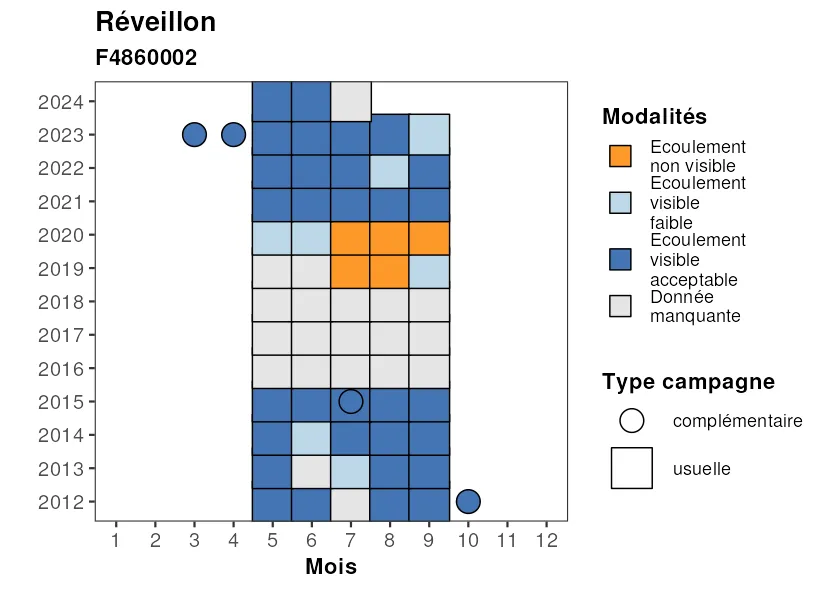 Réveillon
F4860002
2024
2023
2022
2021
2020
2019
2018
2017
2016
2015
2014
2013
2012
1 2 3 4 5 6 7 8 9 10 11 12
Mois
Modalités
Ecoulement
non visible
Ecoulement
visible
faible
Ecoulement
visible
acceptable
Donnée
manquante
Type campagne
complémentaire
usuelle